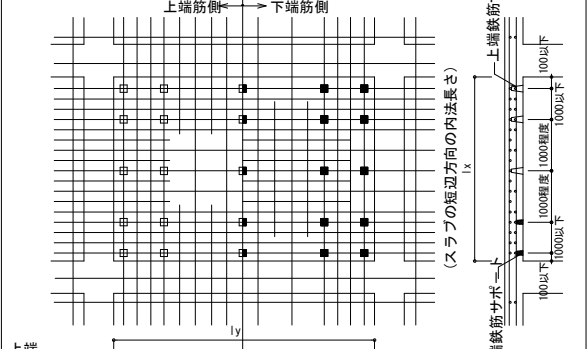 上端筋側
下端筋側
(スラブの短辺方向の内法長さ)
lx
上端鉄筋サ
100以下
1000以下
1000程度
1000程度
1000以下
100以下
端鉄筋サポート
ly
上端